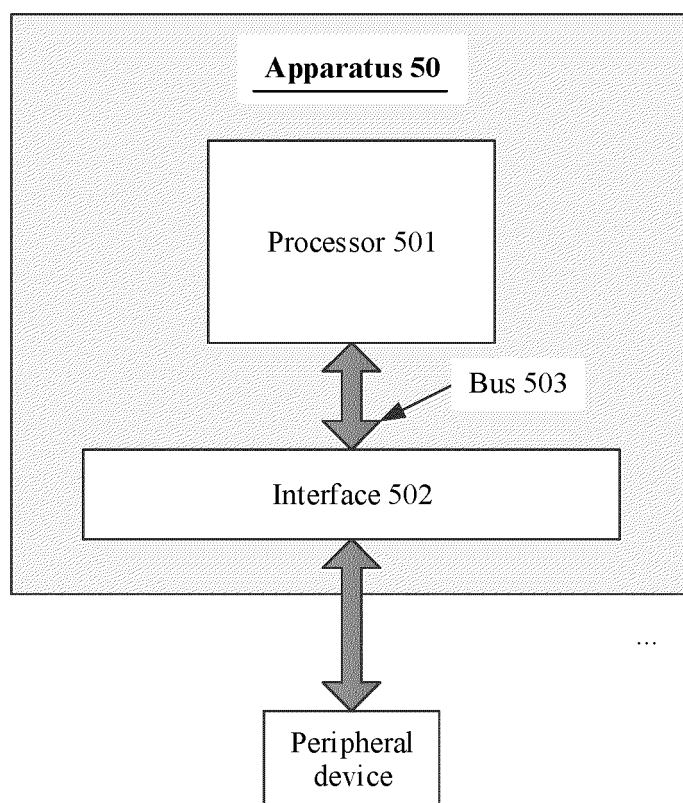 Apparatus 50
Processor 501
Bus 503
Interface 502
...
Peripheral
device